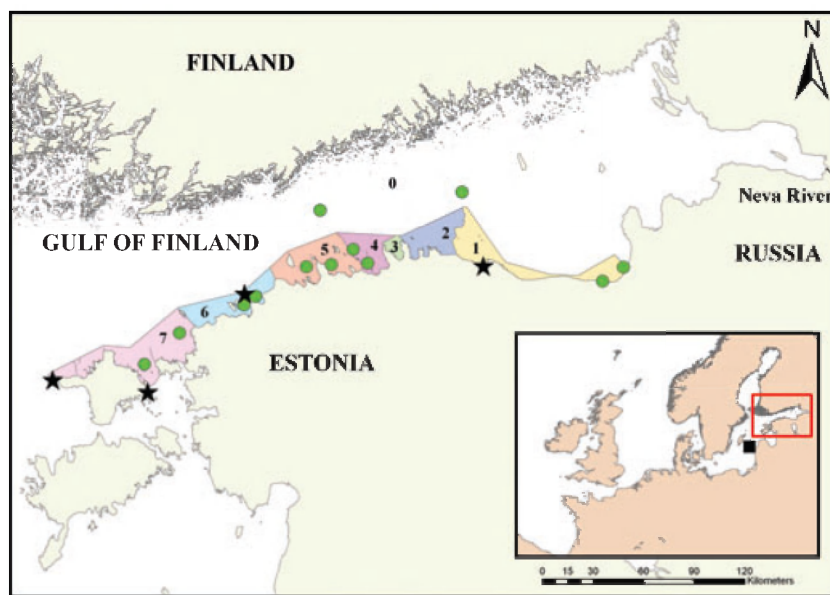 N
FINLAND
0
Neva River
GULF OF FINLAND
5
4
3
2
1
RUSSIA
6
7
ESTONIA
0 15 30 60 90 120
Kilometers